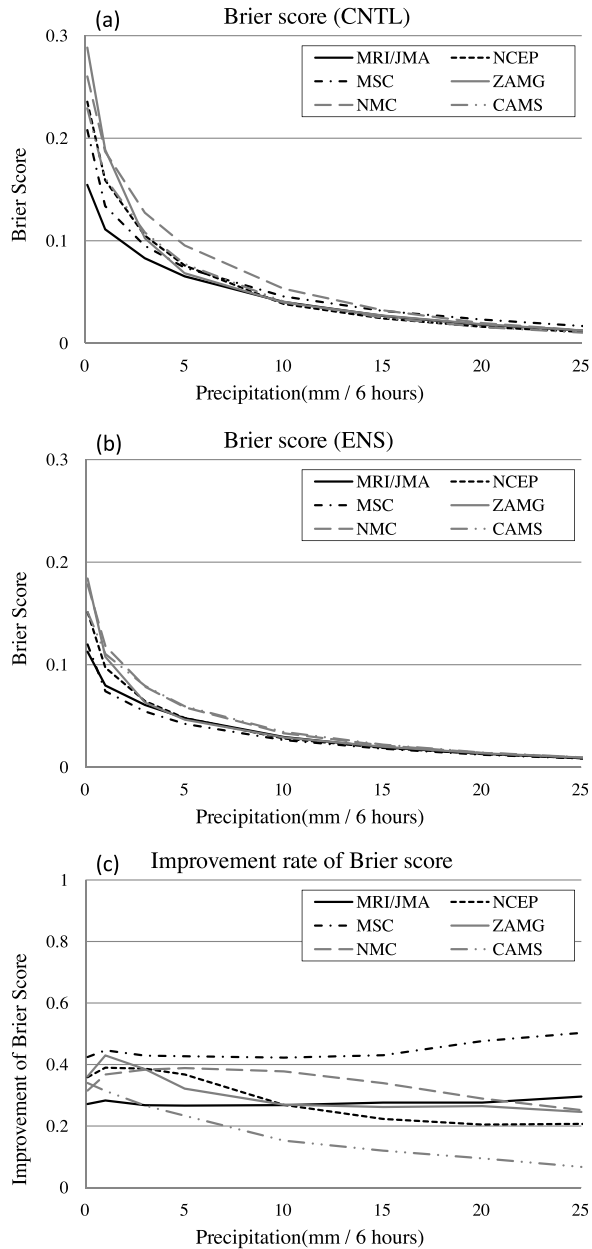 (a) Brier score (CNTL)
0.3
MRI/JMA NCEP
MSC ZAMG
NMC CAMS
0.2
Brier Score
0.1
0
0 5 10 15 20 25
Precipitation(mm / 6 hours)
(b) Brier score (ENS)
0.3
MRI/JMA NCEP
MSC ZAMG
NMC CAMS
0.2
Brier Score
0.1
0
0 5 10 15 20 25
Precipitation(mm / 6 hours)
(c) Improvement rate of Brier score
1
MRI/JMA NCEP
MSC ZAMG
NMC CAMS
0.8
0.6
Improvement of Brier Score
0.4
0.2
0
0 5 10 15 20 25
Precipitation(mm / 6 hours)